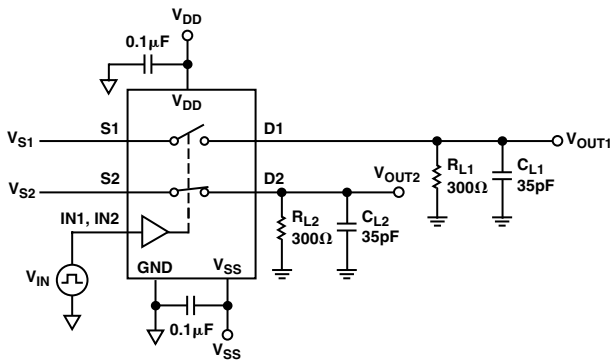 VDD
0.1μF
VDD
VS1
S1
D1
VOUT1
VS2
S2
D2
VOUT2
RL1
300Ω
CL1
35pF
IN1, IN2
RL2
300Ω
CL2
35pF
VIN
GND
VSS
0.1μF
VSS